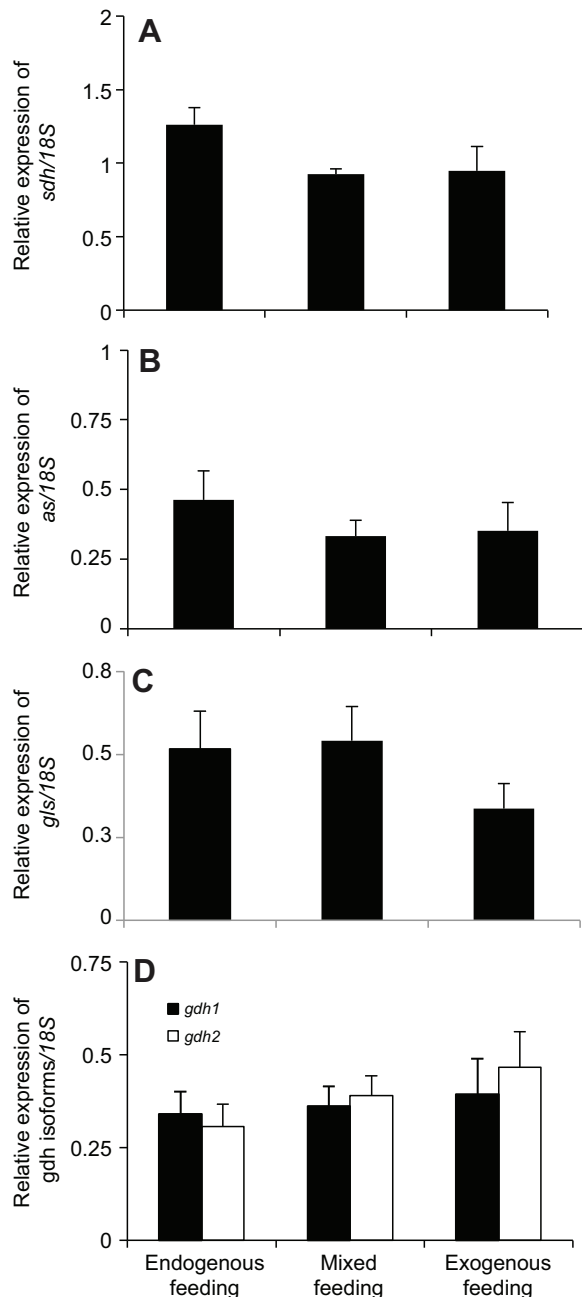 A
Relative expression of
sdh/18S
2
1.5
1
0.5
0
B
Relative expression of
as/18S
1
0.75
0.5
0.25
0
C
Relative expression of
gls/18S
0.8
0.5
0.3
0
D
Relative expression of
gdh isoforms/18S
0.75
0.5
0.25
0
gdh1
gdh2
Endogenous
feeding
Mixed
feeding
Exogenous
feeding